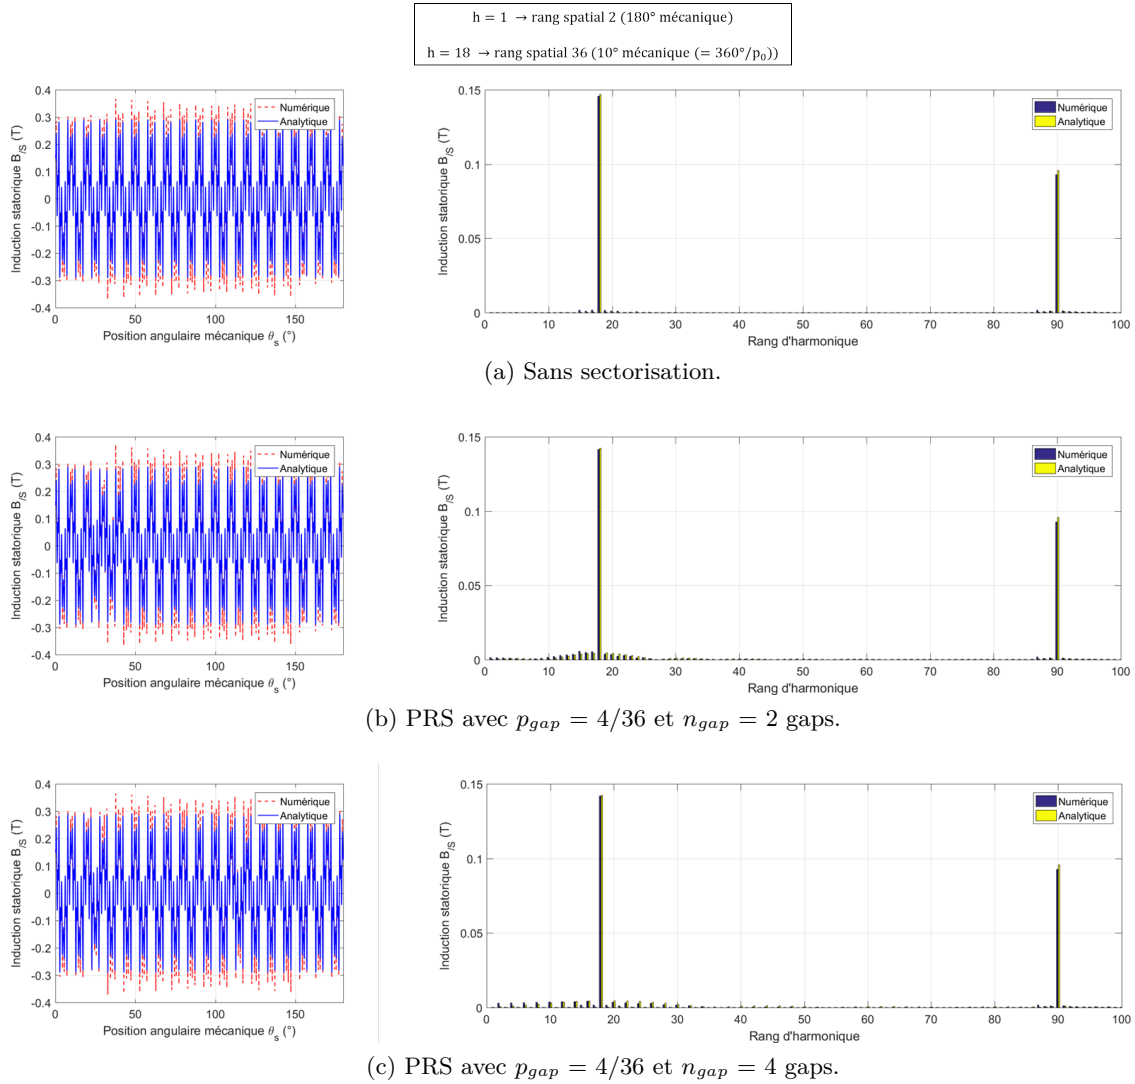 h = 1 → rang spatial 2 (180° mécanique)
h = 18 → rang spatial 36 (10° mécanique (= 360°/p₀))
Induction statorique B/S (T)
0.4
0.3
0.2
0.1
0
-0.1
-0.2
-0.3
-0.4
0 50 100 150
Position angulaire mécanique θs (°)
Numérique
Analytique
Induction statorique B/S (T)
0.15
0.1
0.05
0
0 10 20 30 40 50 60 70 80 90 100
Rang d'harmonique
Numérique
Analytique
(a) Sans sectorisation.
Induction statorique B/S (T)
0.4
0.3
0.2
0.1
0
-0.1
-0.2
-0.3
-0.4
0 50 100 150
Position angulaire mécanique θs (°)
Numérique
Analytique
Induction statorique B/S (T)
0.15
0.1
0.05
0
0 10 20 30 40 50 60 70 80 90 100
Rang d'harmonique
Numérique
Analytique
(b) PRS avec pgap = 4/36 et ngap = 2 gaps.
Induction statorique B/S (T)
0.4
0.3
0.2
0.1
0
-0.1
-0.2
-0.3
-0.4
0 50 100 150
Position angulaire mécanique θs (°)
Numérique
Analytique
Induction statorique B/S (T)
0.15
0.1
0.05
0
0 10 20 30 40 50 60 70 80 90 100
Rang d'harmonique
Numérique
Analytique
(c) PRS avec pgap = 4/36 et ngap = 4 gaps.